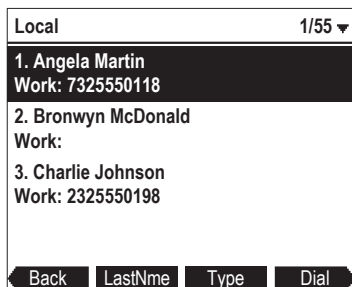 Local 1/55
1. Angela Martin
Work: 7325550118
2. Bronwyn McDonald
Work:
3. Charlie Johnson
Work: 2325550198
Back LastNme Type Dial